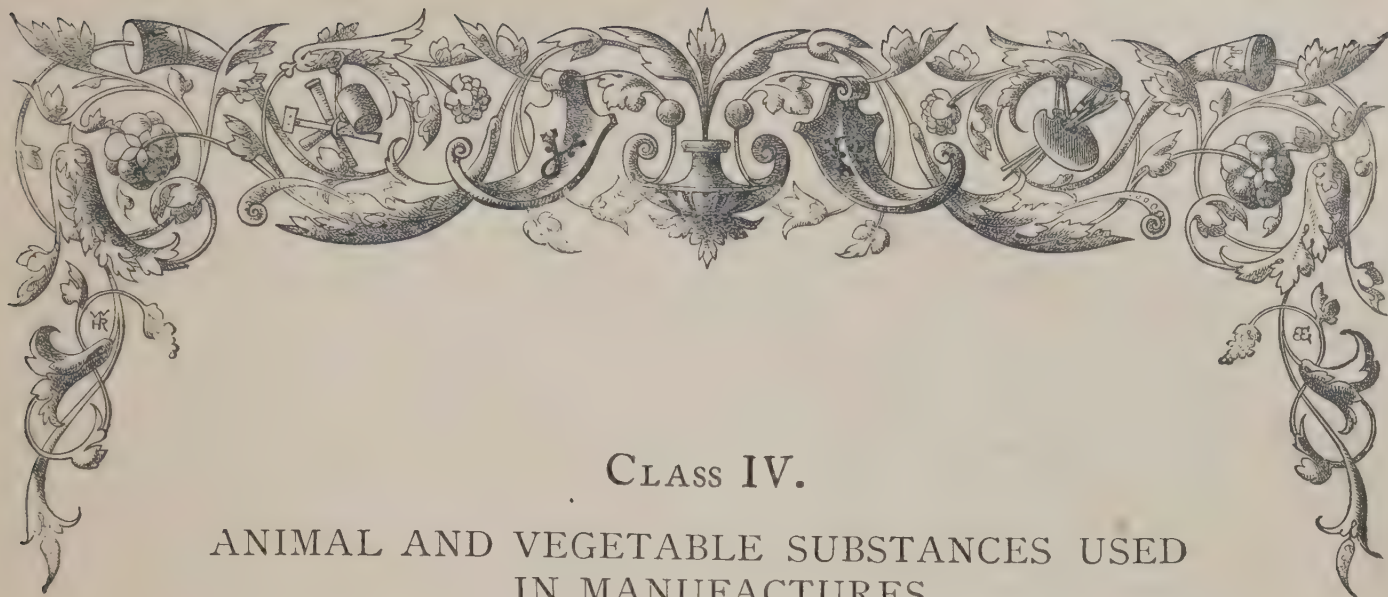 CLASS IV.
ANIMAL AND VEGETABLE SUBSTANCES USED
IN MANUFACTURES